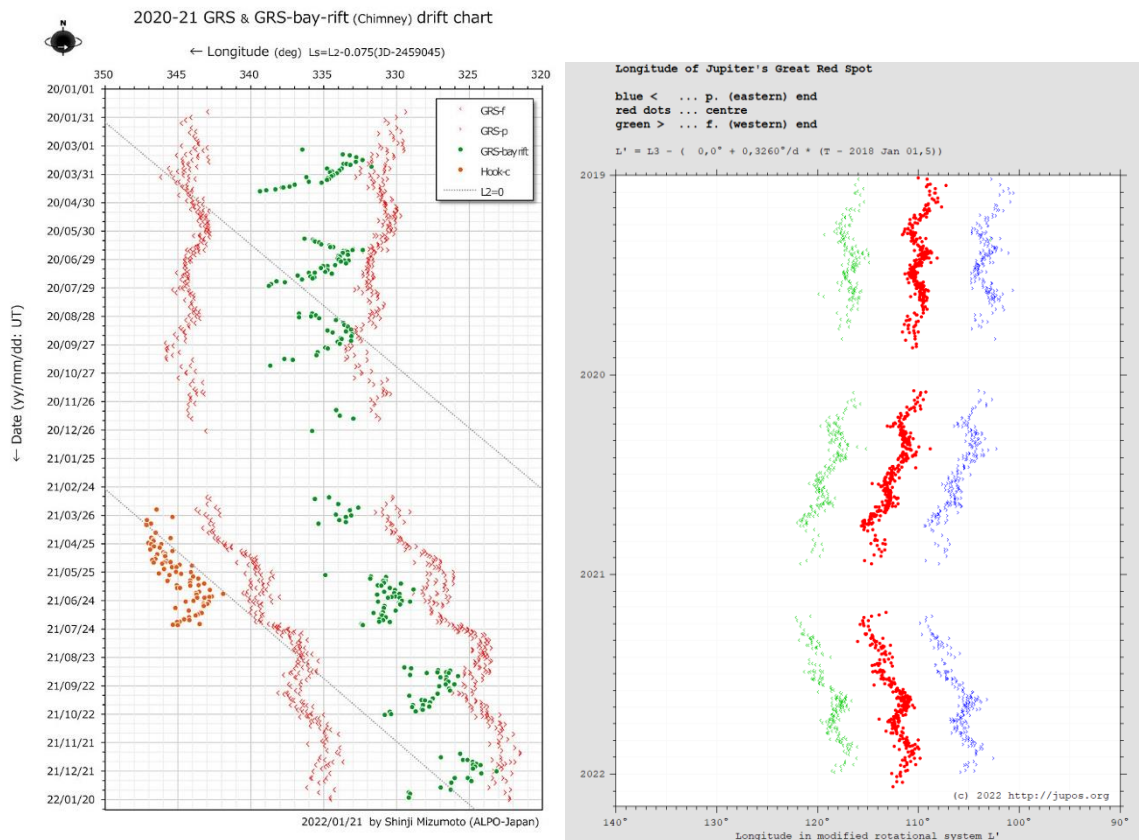 2020-21 GRS & GRS-bay-rift (Chimney) drift chart
N
← Longitude (deg) Ls=L2-0.075(JD-2459045)
350 345 340 335 330 325 320
← Date (yy/mm/dd: UT)
20/01/01
20/01/31
20/03/01
20/03/31
20/04/30
20/05/30
20/06/29
20/07/29
20/08/28
20/09/27
20/10/27
20/11/26
20/12/26
21/01/25
21/02/24
21/03/26
21/04/25
21/05/25
21/06/24
21/07/24
21/08/23
21/09/22
21/10/22
21/11/21
21/12/21
22/01/20
GRS-f
GRS-p
GRS-bay rift
Hook-c
L2=0
2022/01/21 by Shinji Mizumoto (ALPO-Japan)
Longitude of Jupiter's Great Red Spot
blue < ... p. (eastern) end
red dots ... centre
green > ... f. (western) end
L' = L3 - ( 0,0° + 0,3260°/d * (T - 2018 Jan 01,5))
2019
2020
2021
2022
(c) 2022 http://jupos.org
140° 120° 110° 100° 90°
Longitude in modified rotational system L'